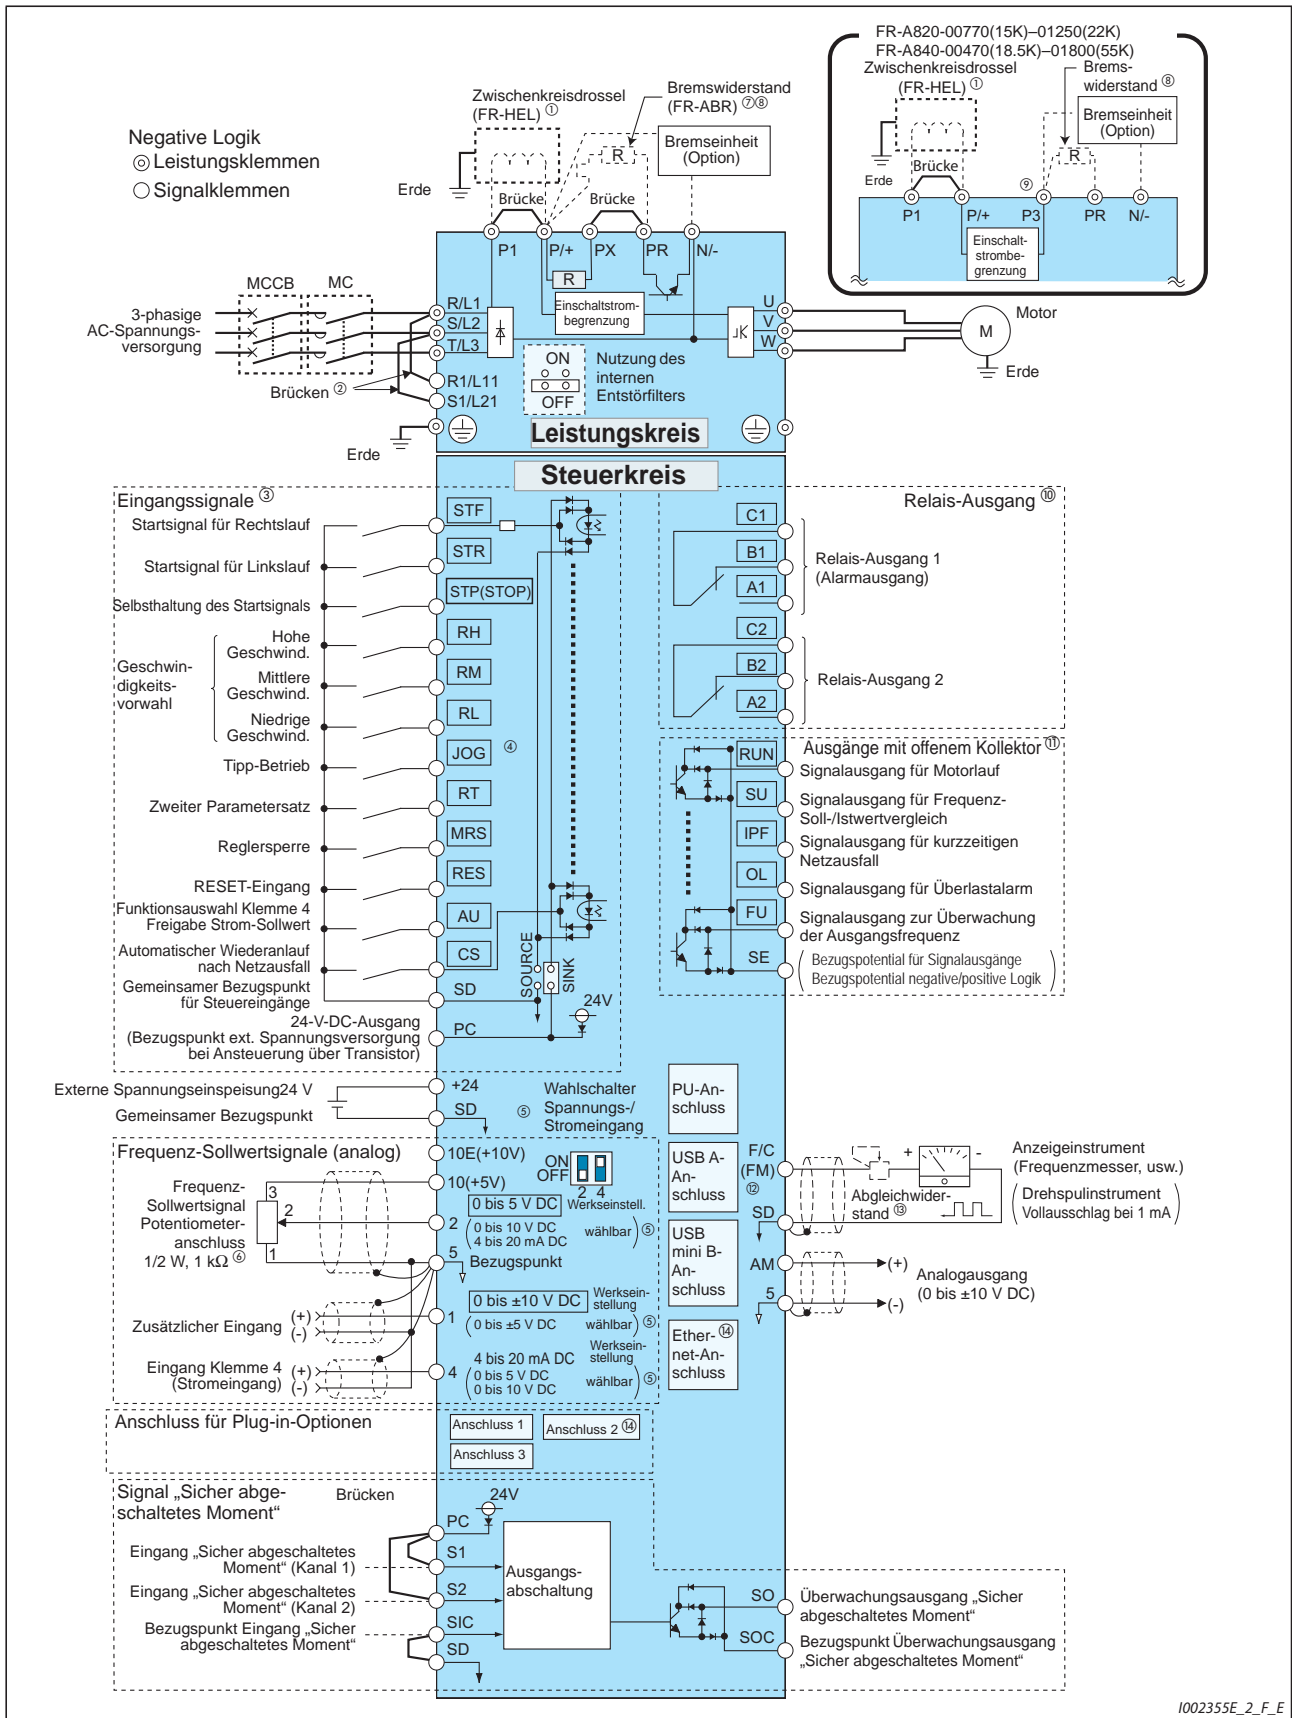 FR-A820-00770(15K)–01250(22K)
FR-A840-00470(18.5K)–01800(55K)
Zwischenkreisdrossel
(FR-HEL) ①
Brems-
widerstand ⑧
Bremseinheit
(Option)
R
Erde
Brücke
⑨
P1
P/+
P3
PR
N/-
Einschalt-
strombe-
grenzung
Negative Logik
Leistungsklemmen
Signalklemmen
Zwischenkreisdrossel
(FR-HEL) ①
Bremswiderstand
(FR-ABR) ⑦⑧
Bremseinheit
(Option)
R
Erde
Brücke
Brücke
P1
P/+
PX
PR
N/-
R
Einschaltstrom-
begrenzung
MCCB
MC
3-phasige
AC-Spannungs-
versorgung
R/L1
S/L2
T/L3
R1/L11
S1/L21
Brücken ②
Erde
U
V
W
Motor
M
Erde
ON
OFF
Nutzung des
internen
Entstörfilters
Leistungskreis
Steuerkreis
Eingangssignale ③
Startsignal für Rechtslauf
STF
Startsignal für Linkslauf
STR
Selbsthaltung des Startsignals
STP(STOP)
Geschwin-
digkeits-
vorwahl
Hohe
Geschwind.
RH
Mittlere
Geschwind.
RM
Niedrige
Geschwind.
RL
Tipp-Betrieb
JOG ④
Zweiter Parametersatz
RT
Reglersperre
MRS
RESET-Eingang
RES
Funktionsauswahl Klemme 4
Freigabe Strom-Sollwert
AU
Automatischer Wiederanlauf
nach Netzausfall
CS
Gemeinsamer Bezugspunkt
für Steuereingänge
SD
24-V-DC-Ausgang
(Bezugspunkt ext. Spannungsversorgung
bei Ansteuerung über Transistor)
PC
SOURCE
SINK
24V
Relais-Ausgang ⑩
C1
B1
A1
Relais-Ausgang 1
(Alarmausgang)
C2
B2
A2
Relais-Ausgang 2
Ausgänge mit offenem Kollektor ⑪
RUN
Signalausgang für Motorlauf
SU
Signalausgang für Frequenz-
Soll-/Istwertvergleich
IPF
Signalausgang für kurzzeitigen
Netzausfall
OL
Signalausgang für Überlastalarm
FU
Signalausgang zur Überwachung
der Ausgangsfrequenz
SE
(Bezugspotential für Signalausgänge
Bezugspotential negative/positive Logik)
Externe Spannungseinspeisung24 V
+24
Gemeinsamer Bezugspunkt
SD
⑤
Wahlschalter
Spannungs-/
Stromeingang
PU-An-
schluss
USB A-
An-
schluss
USB
mini B-
An-
schluss
Ether- ⑭
net-An-
schluss
Frequenz-Sollwertsignale (analog)
10E(+10V)
ON
OFF
2 4
10(+5V)
Frequenz-
Sollwertsignal
Potentiometer-
anschluss
1/2 W, 1 kΩ ⑥
3
2
1
0 bis 5 V DC
Werkseinstell.
2
(0 bis 10 V DC
4 bis 20 mA DC
wählbar) ⑤
5
Bezugspunkt
Zusätzlicher Eingang
(+)
(-)
1
0 bis ±10 V DC
Werksein-
stellung
(0 bis ±5 V DC
wählbar) ⑤
Eingang Klemme 4
(Stromeingang)
(+)
(-)
4
4 bis 20 mA DC
Werksein-
stellung
(0 bis 5 V DC
0 bis 10 V DC
wählbar) ⑤
F/C
(FM)
⑫
SD
+
-
Abgleichwider-
stand ⑬
Anzeigeinstrument
(Frequenzmesser, usw.)
(Drehspulinstrument
Vollausschlag bei 1 mA)
AM
5
(+)
(-)
Analogausgang
(0 bis ±10 V DC)
Anschluss für Plug-in-Optionen
Anschluss 1
Anschluss 2 ⑭
Anschluss 3
Signal „Sicher abge-
schaltetes Moment“
Brücken
24V
PC
Eingang „Sicher abgeschaltetes
Moment“ (Kanal 1)
S1
Eingang „Sicher abgeschaltetes
Moment“ (Kanal 2)
S2
Bezugspunkt Eingang „Sicher
abgeschaltetes Moment“
SIC
SD
Ausgangs-
abschaltung
SO
Überwachungsausgang „Sicher
abgeschaltetes Moment“
SOC
Bezugspunkt Überwachungsausgang
„Sicher abgeschaltetes Moment“
I002355E_2_F_E